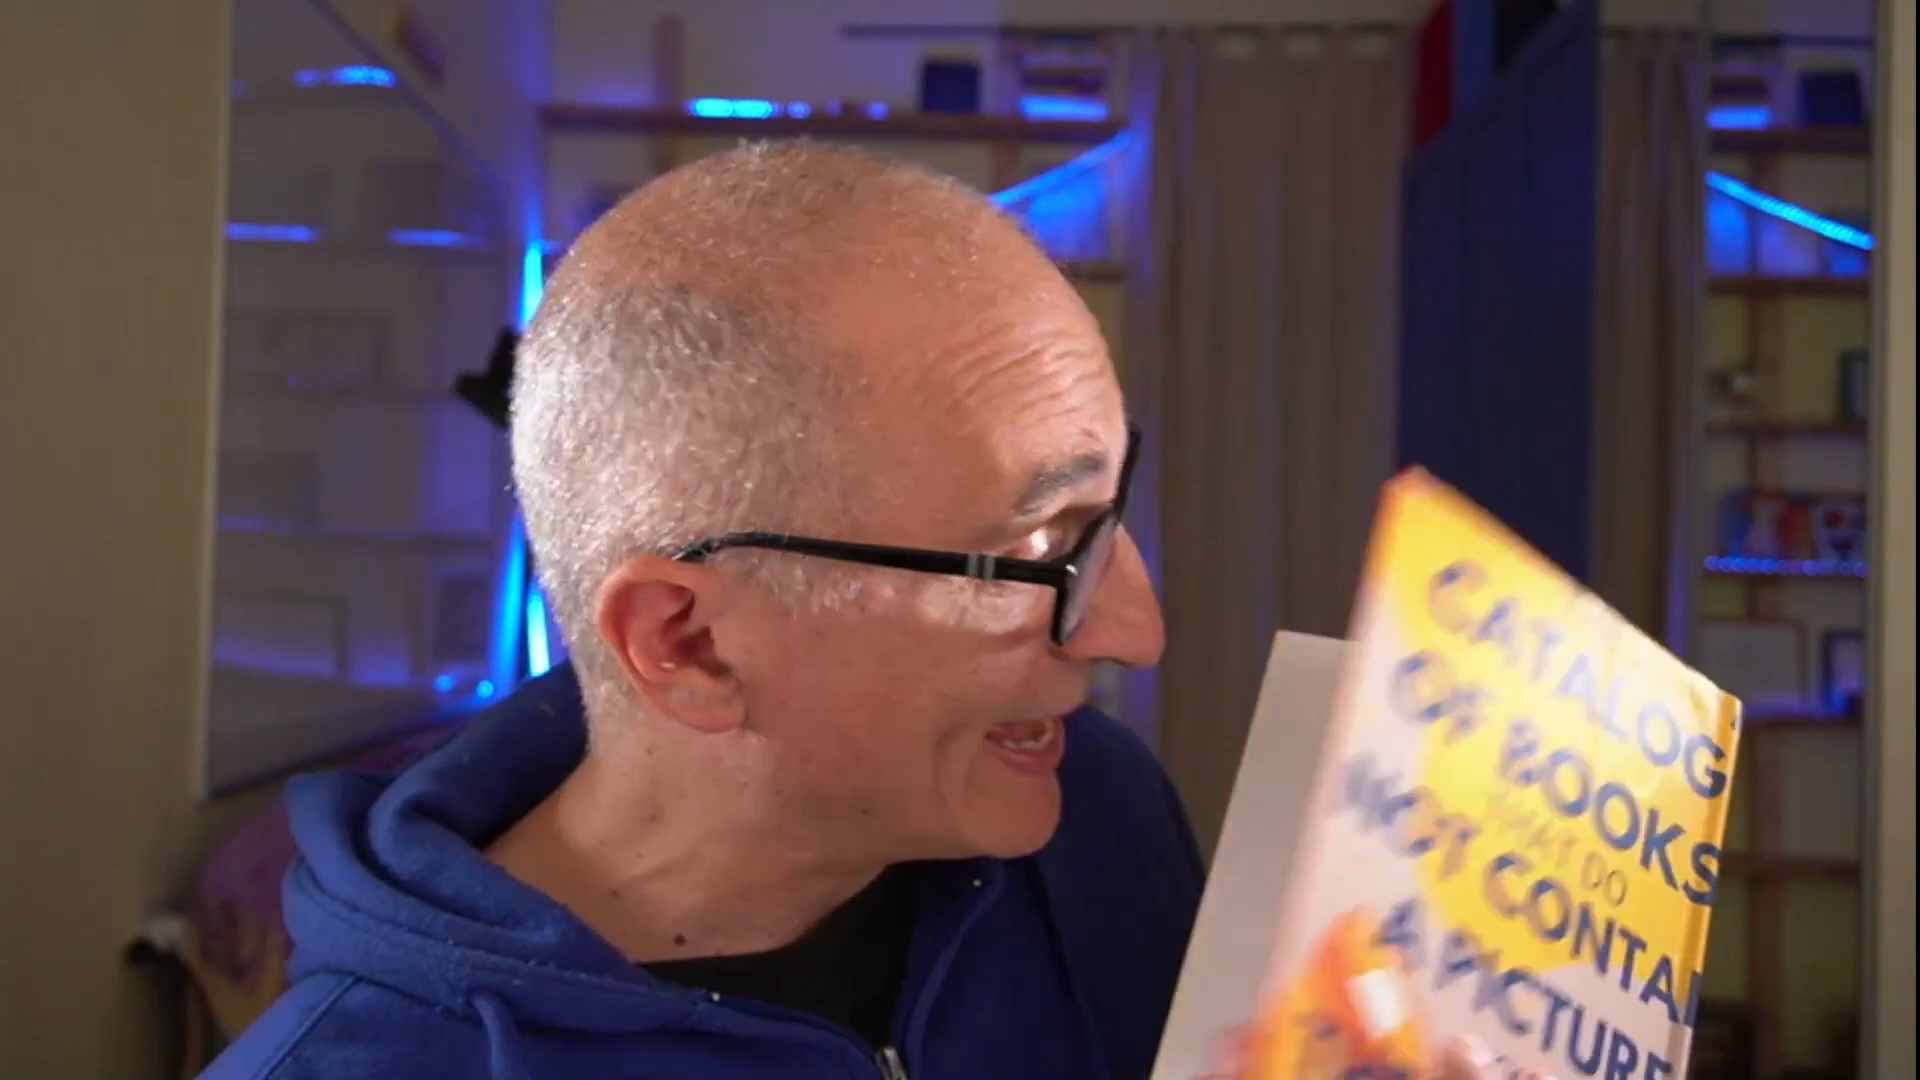 CATALOG
OF BOOKS
THAT DO
NOT CONTAI
A PICTURE